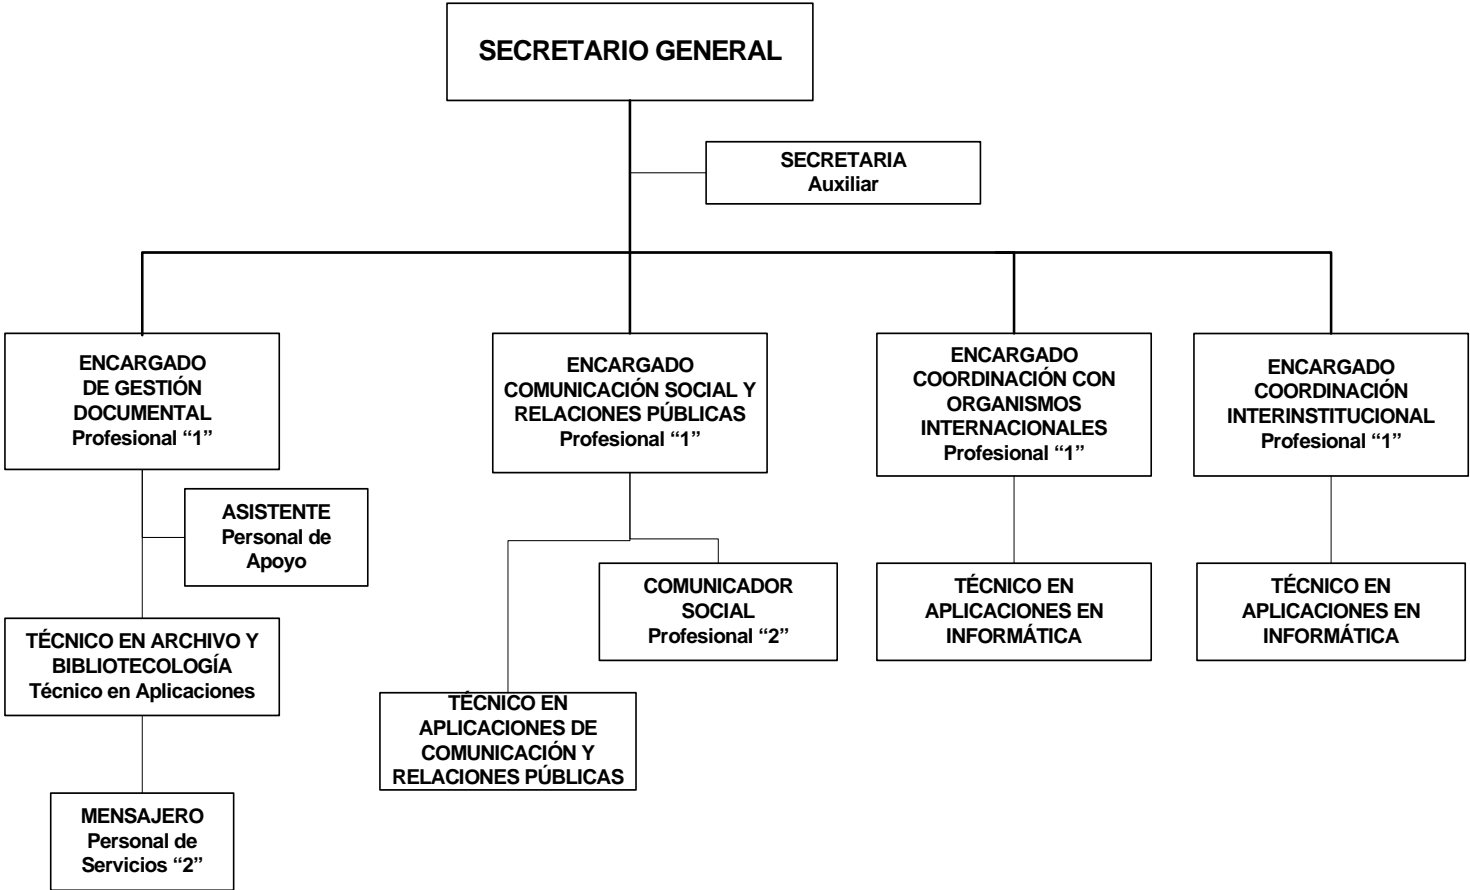 SECRETARIO GENERAL
SECRETARIA
Auxiliar
ENCARGADO
DE GESTIÓN
DOCUMENTAL
Profesional “1”
ENCARGADO
COMUNICACIÓN SOCIAL Y
RELACIONES PÚBLICAS
Profesional “1”
ENCARGADO
COORDINACIÓN CON
ORGANISMOS
INTERNACIONALES
Profesional “1”
ENCARGADO
COORDINACIÓN
INTERINSTITUCIONAL
Profesional “1”
ASISTENTE
Personal de
Apoyo
COMUNICADOR
SOCIAL
Profesional “2”
TÉCNICO EN
APLICACIONES EN
INFORMÁTICA
TÉCNICO EN
APLICACIONES EN
INFORMÁTICA
TÉCNICO EN ARCHIVO Y
BIBLIOTECOLOGÍA
Técnico en Aplicaciones
TÉCNICO EN
APLICACIONES DE
COMUNICACIÓN Y
RELACIONES PÚBLICAS
MENSAJERO
Personal de
Servicios “2”